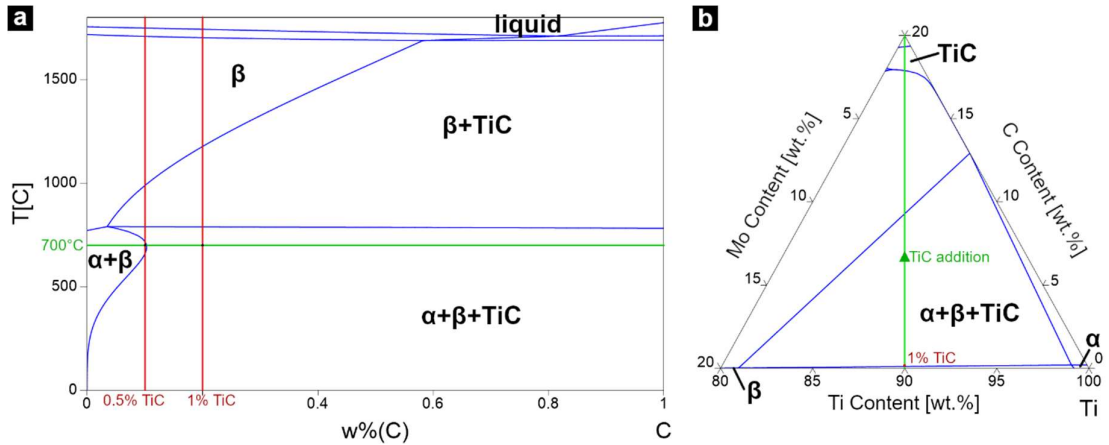 a
T[C]
1500
1000
700°C
500
0
liquid
β
β+TiC
α+β
α+β+TiC
0.5% TiC
1% TiC
0
0.4
0.6
0.8
1
w%(C)
C
b
20
TiC
5
15
Mo Content [wt.%]
C Content [wt.%]
10
10
15
5
TiC addition
α+β+TiC
α
1% TiC
20
0
β
80
85
90
95
100
Ti Content [wt.%]
Ti